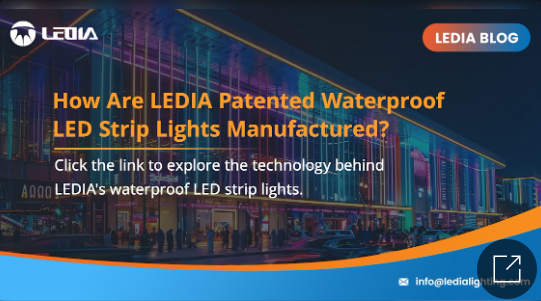 LEDIA
LEDIA BLOG
How Are LEDIA Patented Waterproof
LED Strip Lights Manufactured?
Click the link to explore the technology behind
LEDIA's waterproof LED strip lights.
info@ledialighting.com